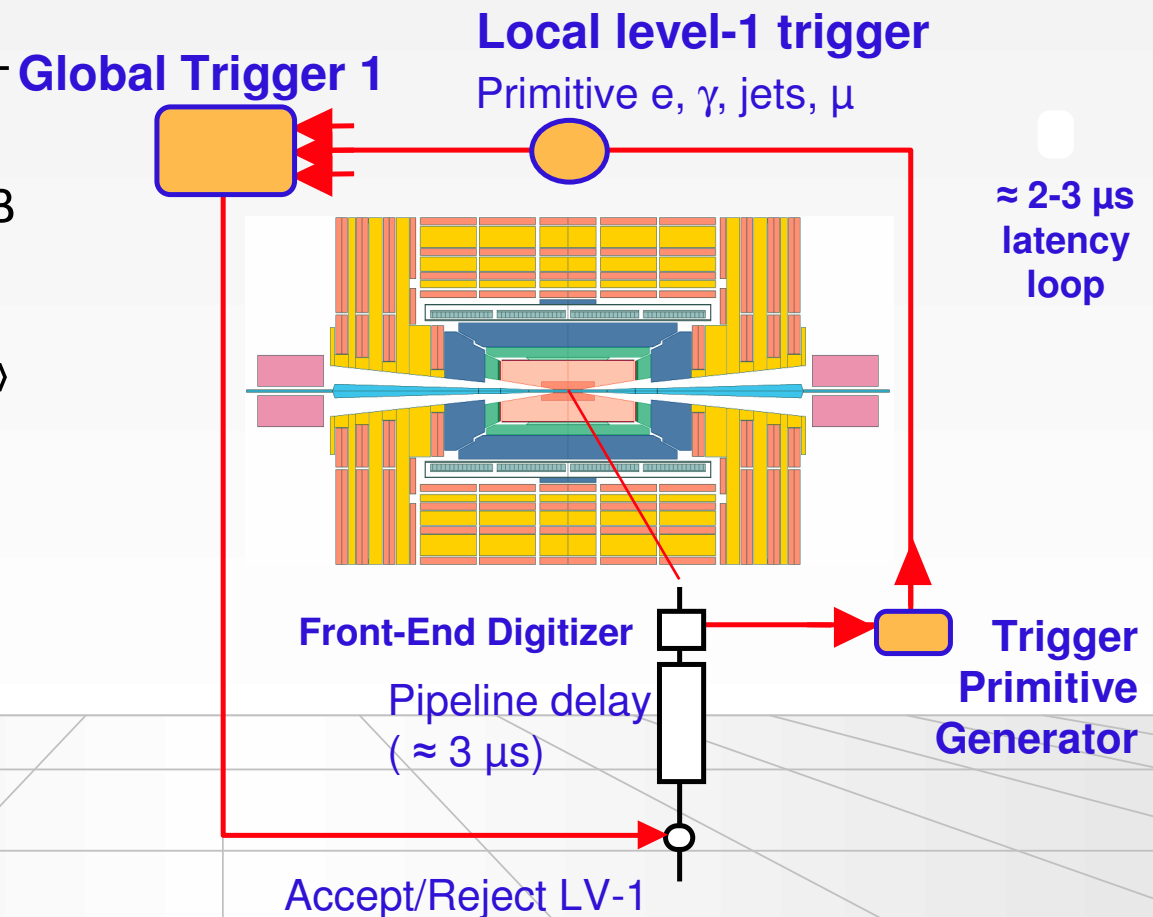 Local level-1 trigger
Global Trigger 1
Primitive e, γ, jets, μ
≈ 2-3 μs
latency
loop
Front-End Digitizer
Trigger
Primitive
Generator
Pipeline delay
( ≈ 3 μs)
Accept/Reject LV-1